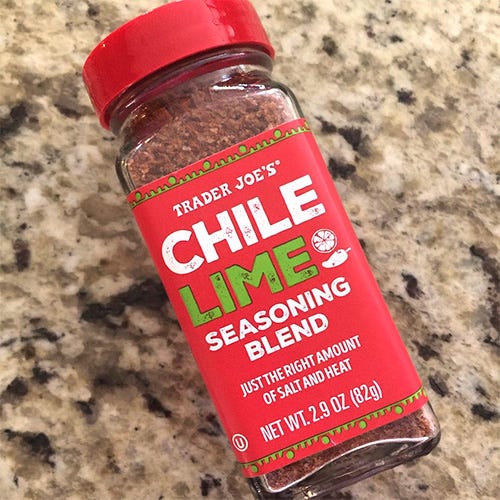 TRADER JOE'S®
CHILE
LIME
SEASONING
BLEND
JUST THE RIGHT AMOUNT
OF SALT AND HEAT
U
NET WT. 2.9 OZ (82g)